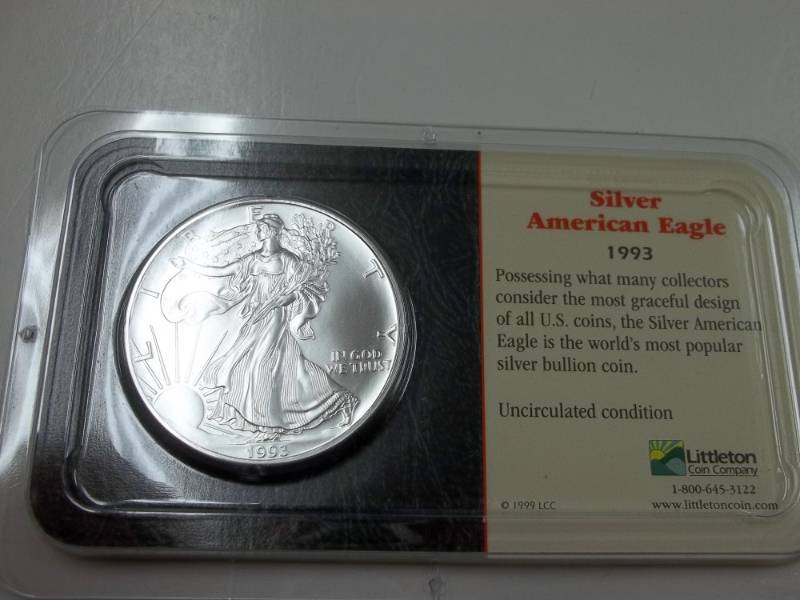 LIBERTY
IN GOD
WE TRUST
1993
Silver
American Eagle
1993
Possessing what many collectors
consider the most graceful design
of all U.S. coins, the Silver American
Eagle is the world's most popular
silver bullion coin.
Uncirculated condition
Littleton
Coin Company
1-800-645-3122
© 1999 LCC
www.littletoncoin.com